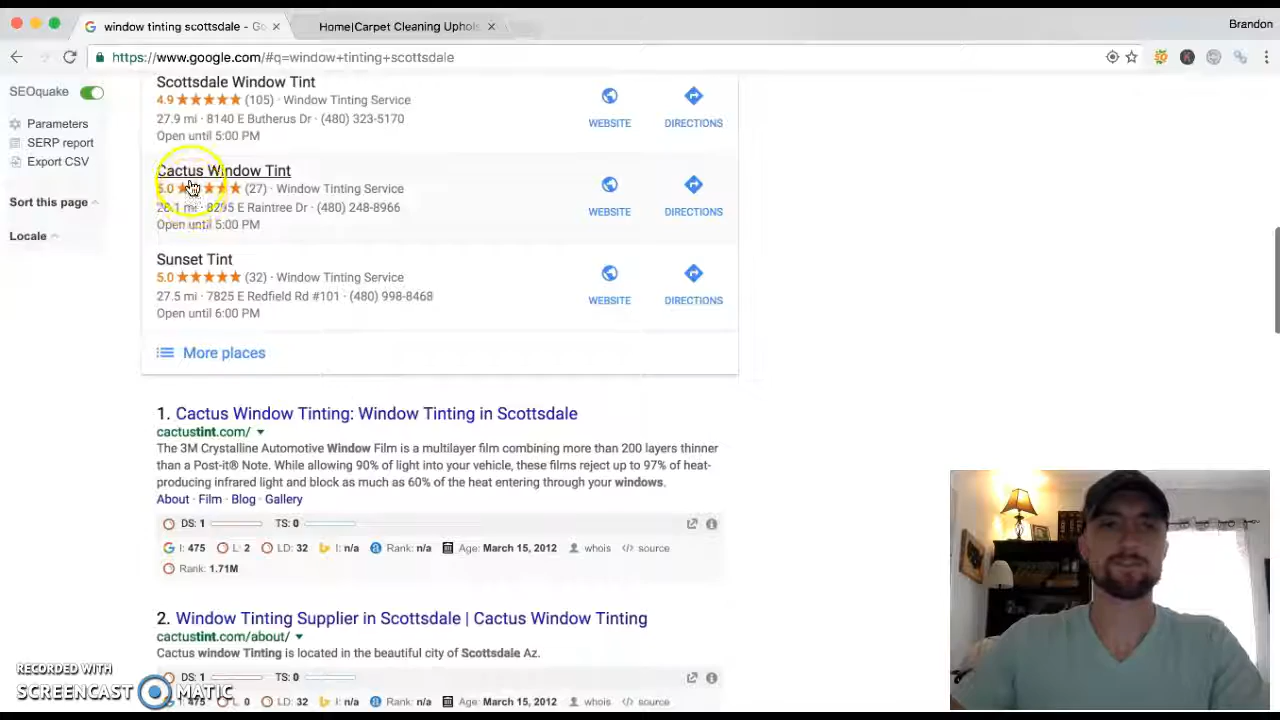 window tinting scottsdale - Go
Home|Carpet Cleaning Uphols
Brandon
https://www.google.com/#q=window+tinting+scottsdale
SEOquake
Parameters
SERP report
Export CSV
Sort this page
Locale
Scottsdale Window Tint
4.9 (105) · Window Tinting Service
27.9 mi · 8140 E Butherus Dr · (480) 323-5170
Open until 5:00 PM
WEBSITE DIRECTIONS
Cactus Window Tint
5.0 (27) · Window Tinting Service
28.1 mi · 8295 E Raintree Dr · (480) 248-8966
Open until 5:00 PM
WEBSITE DIRECTIONS
Sunset Tint
5.0 (32) · Window Tinting Service
27.5 mi · 7825 E Redfield Rd #101 · (480) 998-8468
Open until 6:00 PM
WEBSITE DIRECTIONS
More places
1. Cactus Window Tinting: Window Tinting in Scottsdale
cactustint.com/
The 3M Crystalline Automotive Window Film is a multilayer film combining more than 200 layers thinner
than a Post-it® Note. While allowing 90% of light into your vehicle, these films reject up to 97% of heat-
producing infrared light and block as much as 60% of the heat entering through your windows.
About · Film · Blog · Gallery
DS: 1 TS: 0
I: 475 L: 2 LD: 32 I: n/a Rank: n/a Age: March 15, 2012 whois </> source
Rank: 1.71M
2. Window Tinting Supplier in Scottsdale | Cactus Window Tinting
cactustint.com/about/
Cactus window Tinting is located in the beautiful city of Scottsdale Az.
DS: 1 TS: 0
I: 475 L: 0 LD: 32 I: n/a Rank: n/a Age: March 15, 2012 whois </> source
RECORDED WITH
SCREENCAST MATIC